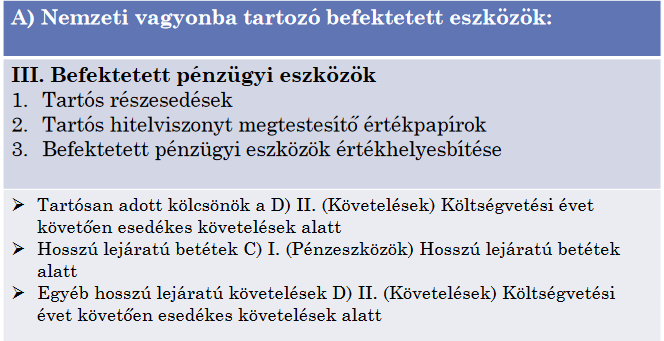 A) Nemzeti vagyonba tartozó befektetett eszközök:
III. Befektetett pénzügyi eszközök
1. Tartós részesedések
2. Tartós hitelviszonyt megtestesítő értékpapírok
3. Befektetett pénzügyi eszközök értékhelyesbítése
➢ Tartósan adott kölcsönök a D) II. (Követelések) Költségvetési évet
követően esedékes követelések alatt
➢ Hosszú lejáratú betétek C) I. (Pénzeszközök) Hosszú lejáratú betétek
alatt
➢ Egyéb hosszú lejáratú követelések D) II. (Követelések) Költségvetési
évet követően esedékes követelések alatt